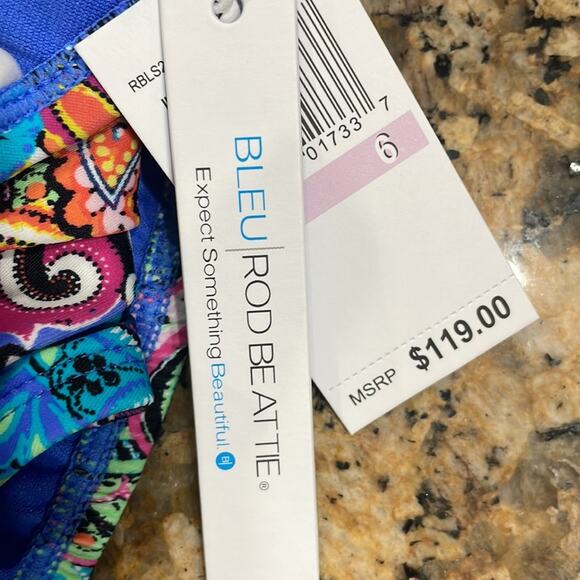 BLEU|ROD BEATTIE®
Expect Something Beautiful. B|
RBLS2
01733 7
6
MSRP $119.00